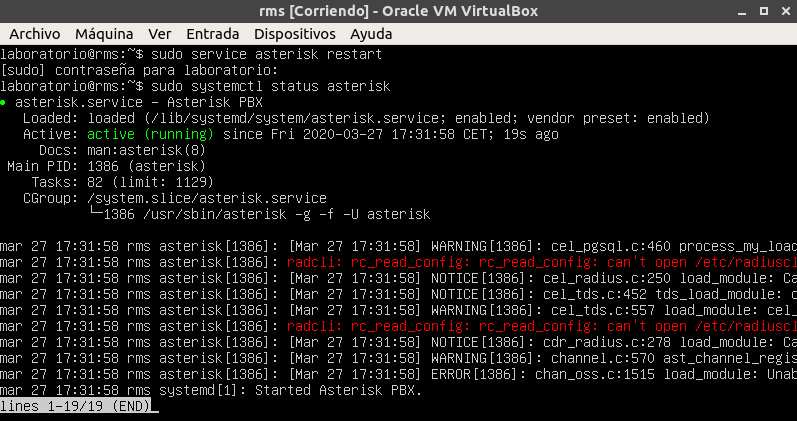 rms [Corriendo] - Oracle VM VirtualBox
Archivo Máquina Ver Entrada Dispositivos Ayuda
laboratorio@rms:~$ sudo service asterisk restart
[sudo] contraseña para laboratorio:
laboratorio@rms:~$ sudo systemctl status asterisk
● asterisk.service - Asterisk PBX
   Loaded: loaded (/lib/systemd/system/asterisk.service; enabled; vendor preset: enabled)
   Active: active (running) since Fri 2020-03-27 17:31:58 CET; 19s ago
     Docs: man:asterisk(8)
 Main PID: 1386 (asterisk)
    Tasks: 82 (limit: 1129)
   CGroup: /system.slice/asterisk.service
           └─1386 /usr/sbin/asterisk -g -f -U asterisk
mar 27 17:31:58 rms asterisk[1386]: [Mar 27 17:31:58] WARNING[1386]: cel_pgsql.c:460 process_my_load
mar 27 17:31:58 rms asterisk[1386]: radcli: rc_read_config: rc_read_config: can't open /etc/radiuscl
mar 27 17:31:58 rms asterisk[1386]: [Mar 27 17:31:58] NOTICE[1386]: cel_radius.c:250 load_module: Ca
mar 27 17:31:58 rms asterisk[1386]: [Mar 27 17:31:58] NOTICE[1386]: cel_tds.c:452 tds_load_module: c
mar 27 17:31:58 rms asterisk[1386]: [Mar 27 17:31:58] WARNING[1386]: cel_tds.c:557 load_module: cel_
mar 27 17:31:58 rms asterisk[1386]: radcli: rc_read_config: rc_read_config: can't open /etc/radiuscl
mar 27 17:31:58 rms asterisk[1386]: [Mar 27 17:31:58] NOTICE[1386]: cdr_radius.c:278 load_module: Ca
mar 27 17:31:58 rms asterisk[1386]: [Mar 27 17:31:58] WARNING[1386]: channel.c:570 ast_channel_regis
mar 27 17:31:58 rms asterisk[1386]: [Mar 27 17:31:58] ERROR[1386]: chan_oss.c:1515 load_module: Unab
mar 27 17:31:58 rms systemd[1]: Started Asterisk PBX.
lines 1-19/19 (END)